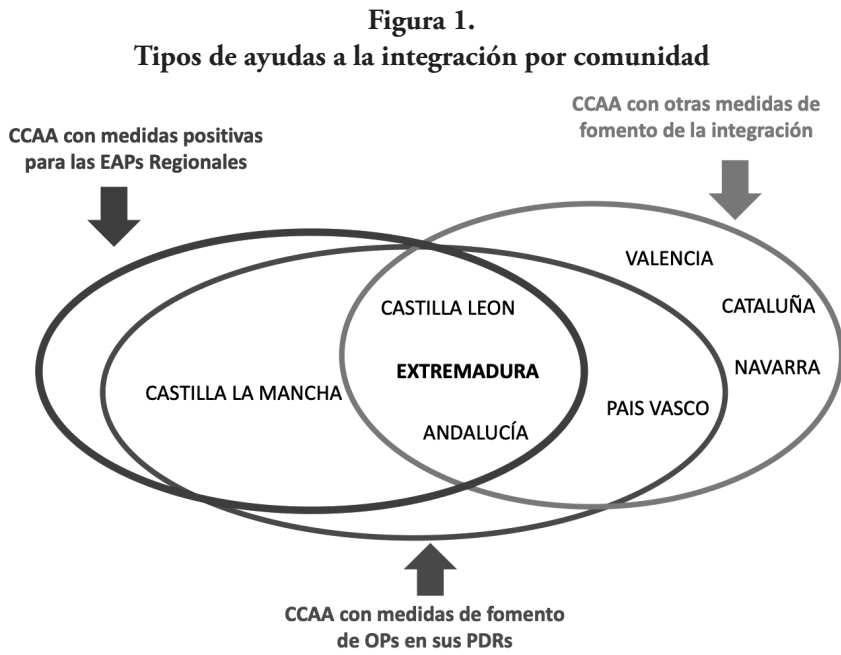 Figura 1.
Tipos de ayudas a la integración por comunidad
CCAA con otras medidas de
fomento de la integración
CCAA con medidas positivas
para las EAPs Regionales
VALENCIA
CASTILLA LEON
CATALUÑA
EXTREMADURA
NAVARRA
CASTILLA LA MANCHA
PAIS VASCO
ANDALUCÍA
CCAA con medidas de fomento
de OPs en sus PDRs